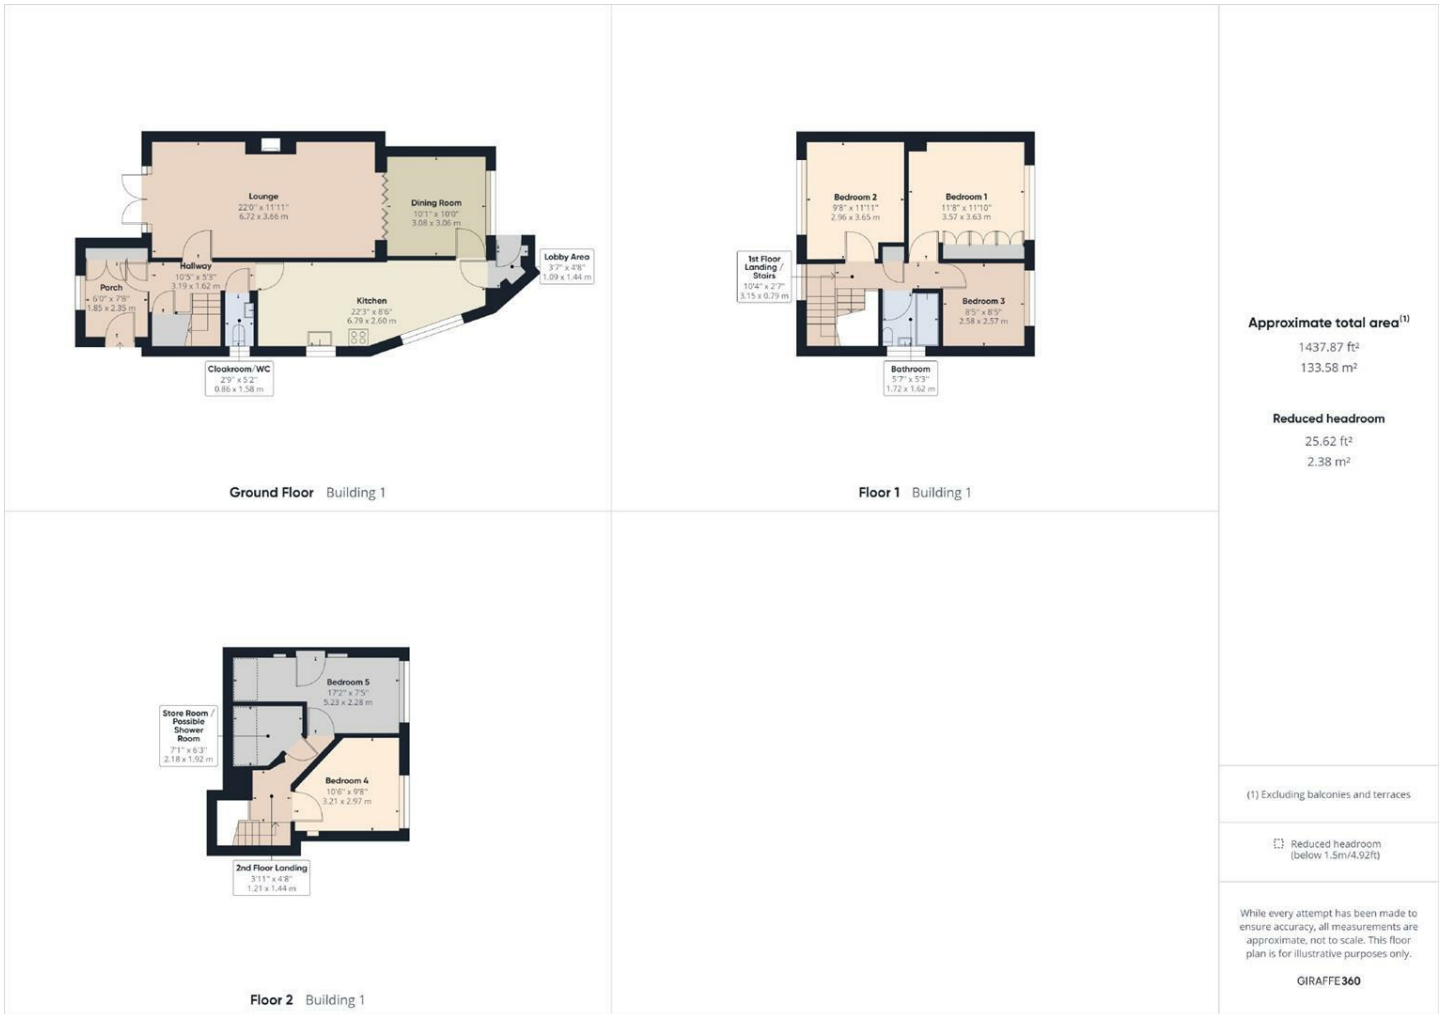 Lounge
22'0" x 11'11"
6.72 x 3.66 m
Dining Room
10'1" x 10'0"
3.08 x 3.06 m
Lobby Area
3'7" x 4'8"
1.09 x 1.44 m
Hallway
10'5" x 5'3"
3.19 x 1.62 m
Porch
6'0" x 7'8"
1.85 x 2.35 m
Kitchen
22'3" x 8'6"
6.79 x 2.60 m
Cloakroom/WC
2'9" x 5'2"
0.86 x 1.58 m
Ground Floor Building 1
Bedroom 2
9'8" x 11'11"
2.96 x 3.65 m
Bedroom 1
11'8" x 11'10"
3.57 x 3.63 m
1st Floor
Landing /
Stairs
10'4" x 2'7"
3.15 x 0.79 m
Bedroom 3
8'5" x 8'5"
2.58 x 2.57 m
Bathroom
5'7" x 5'3"
1.72 x 1.62 m
Floor 1 Building 1
Bedroom 5
17'2" x 7'5"
5.23 x 2.28 m
Store Room /
Possible
Shower
Room
7'1" x 6'3"
2.18 x 1.92 m
Bedroom 4
10'6" x 9'8"
3.21 x 2.97 m
2nd Floor Landing
3'11" x 4'8"
1.21 x 1.44 m
Floor 2 Building 1
Approximate total area(1)
1437.87 ft²
133.58 m²
Reduced headroom
25.62 ft²
2.38 m²
(1) Excluding balconies and terraces
Reduced headroom
(below 1.5m/4.92ft)
While every attempt has been made to
ensure accuracy, all measurements are
approximate, not to scale. This floor
plan is for illustrative purposes only.
GIRAFFE360